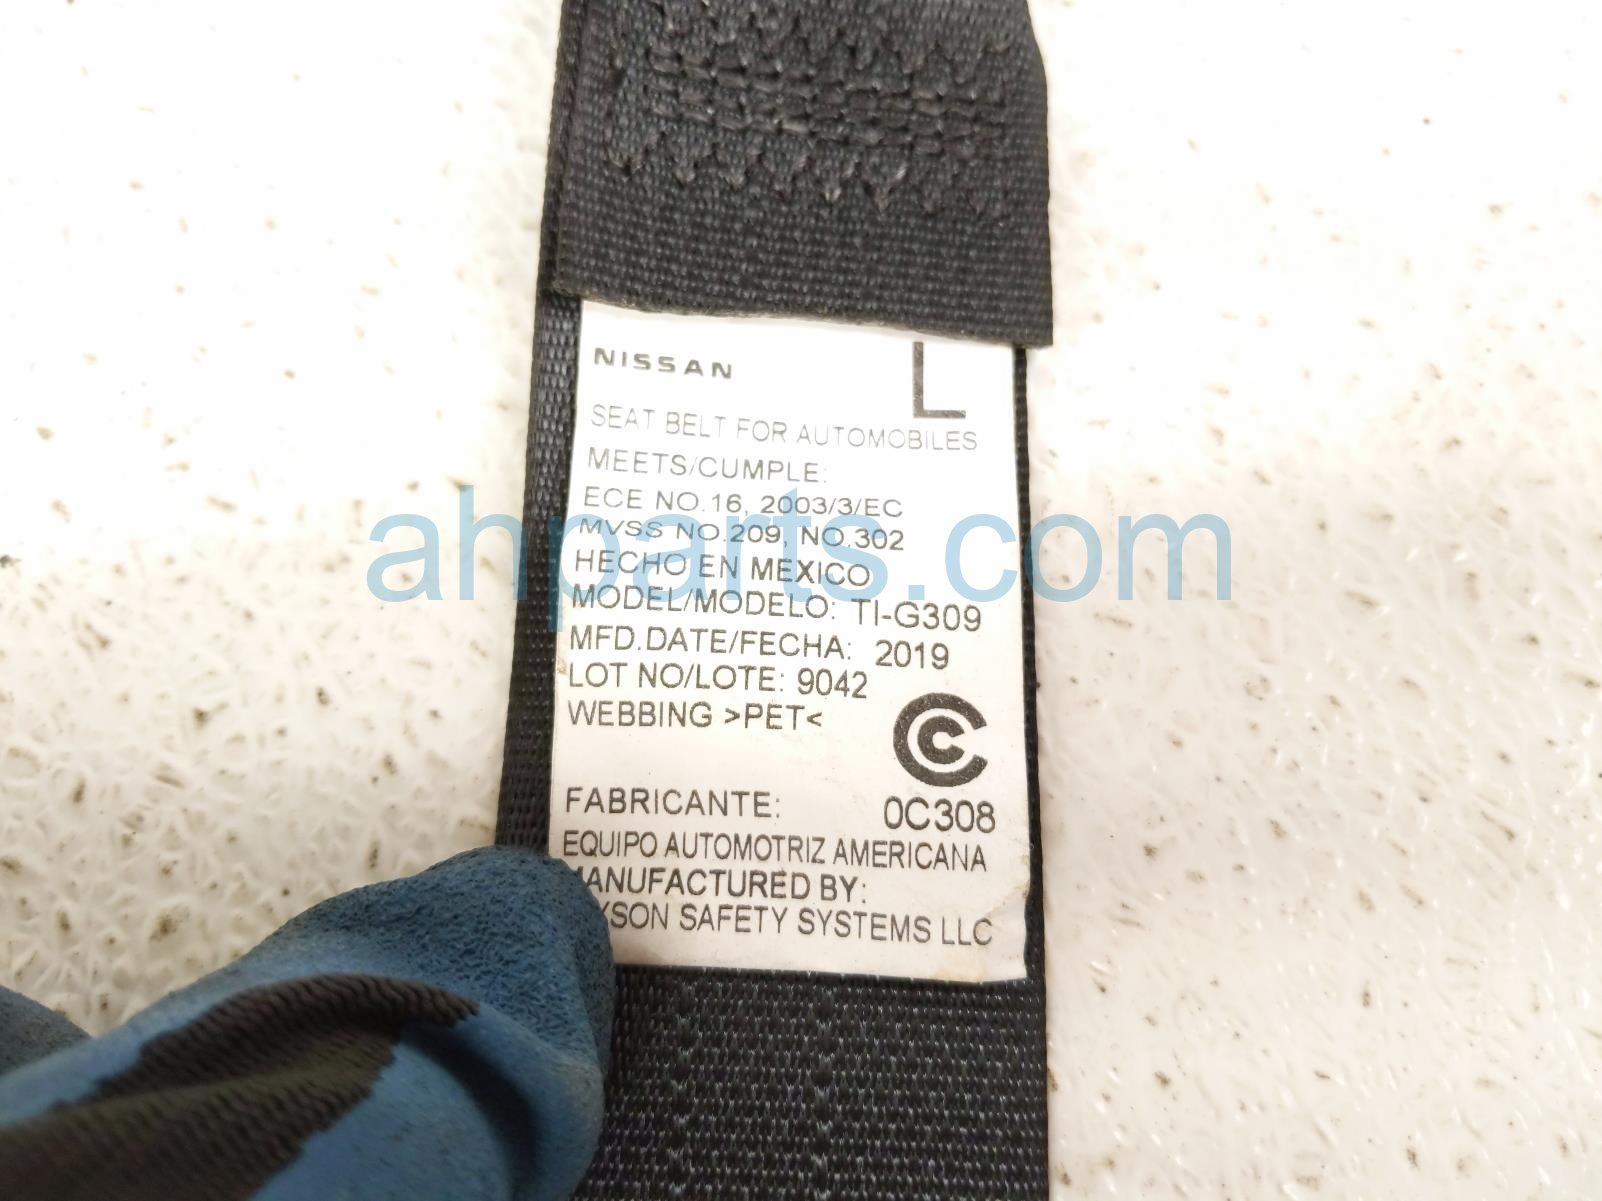 NISSAN
L
SEAT BELT FOR AUTOMOBILES
MEETS/CUMPLE:
ECE NO.16, 2003/3/EC
MVSS NO.209, NO.302
HECHO EN MEXICO
MODEL/MODELO: TI-G309
MFD.DATE/FECHA: 2019
LOT NO/LOTE: 9042
WEBBING >PET<
FABRICANTE: 0C308
EQUIPO AUTOMOTRIZ AMERICANA
MANUFACTURED BY:
SAFETY SYSTEMS LLC
ahparts.com